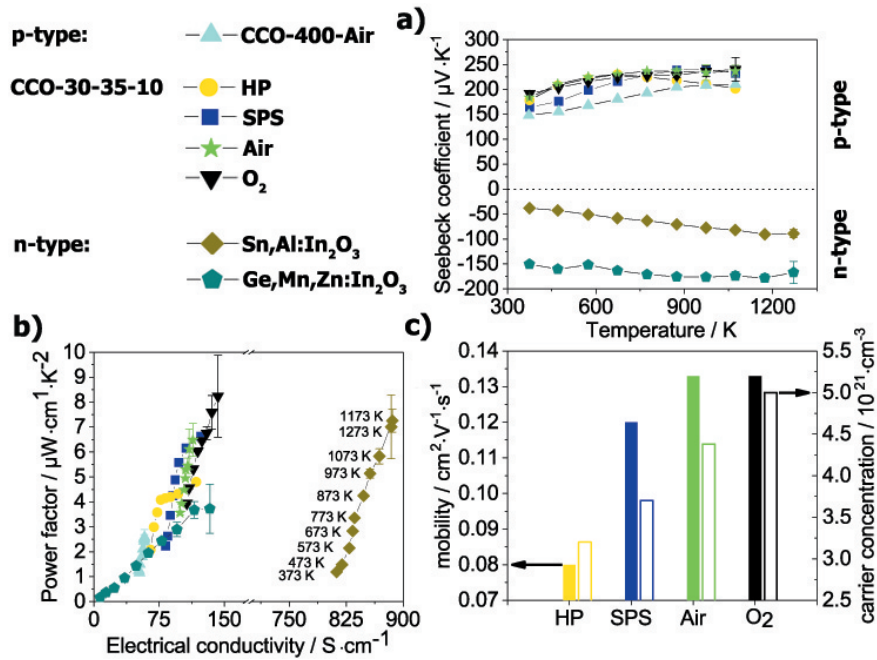 p-type:
CCO-400-Air
CCO-30-35-10
HP
SPS
Air
O₂
n-type:
Sn,Al:In₂O₃
Ge,Mn,Zn:In₂O₃
a)
Seebeck coefficient / µV·K⁻¹
250
200
150
100
50
0
-50
-100
-150
-200
300
600
900
1200
Temperature / K
p-type
n-type
b)
Power factor / µW·cm¹·K⁻²
10
9
8
7
6
5
4
3
2
1
0
1173 K
1273 K
1073 K
973 K
873 K
773 K
673 K
573 K
473 K
373 K
0
75
150
750
825
900
Electrical conductivity / S·cm⁻¹
c)
mobility / cm²·V⁻¹·s⁻¹
0.14
0.13
0.12
0.11
0.10
0.09
0.08
0.07
HP
SPS
Air
O₂
5.5
5.0
4.5
4.0
3.5
3.0
2.5
carrier concentration / 10²¹·cm⁻³